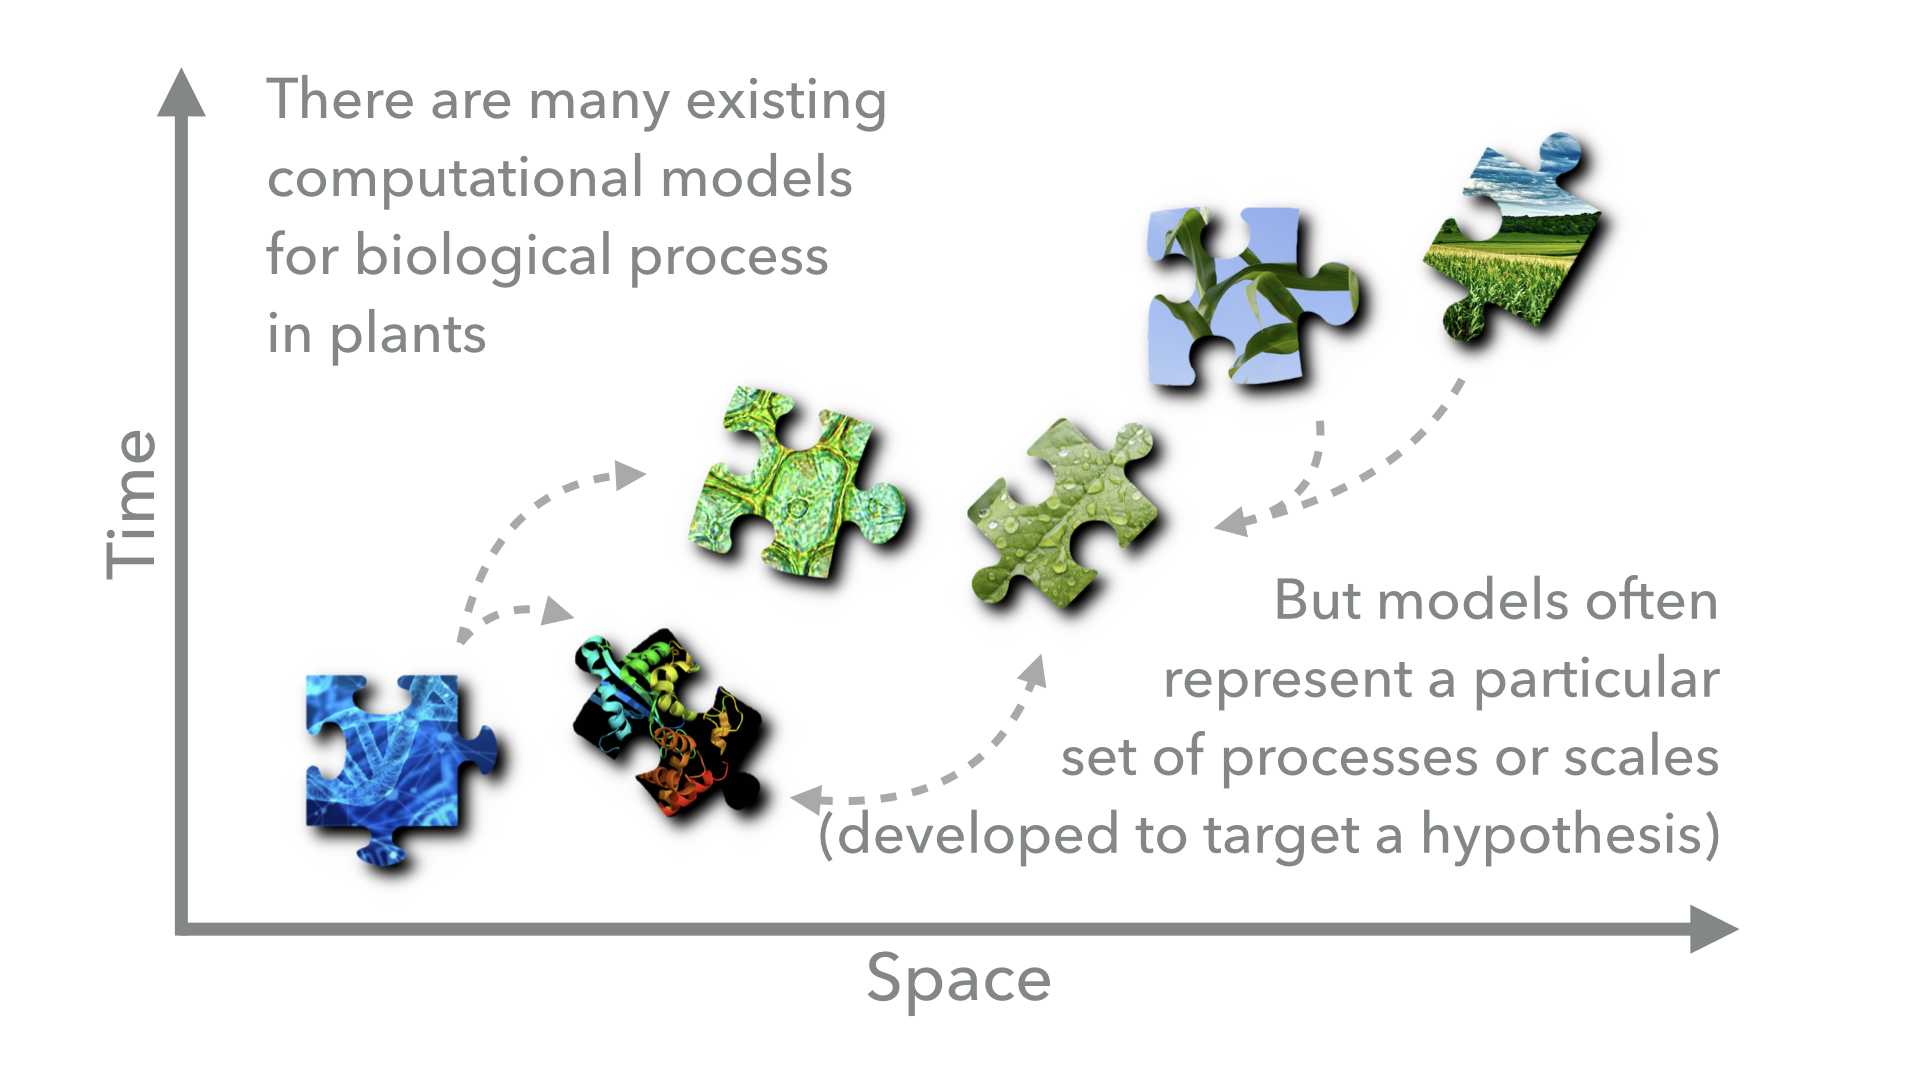 There are many existing
computational models
for biological process
in plants
Time
But models often
represent a particular
set of processes or scales
(developed to target a hypothesis)
Space